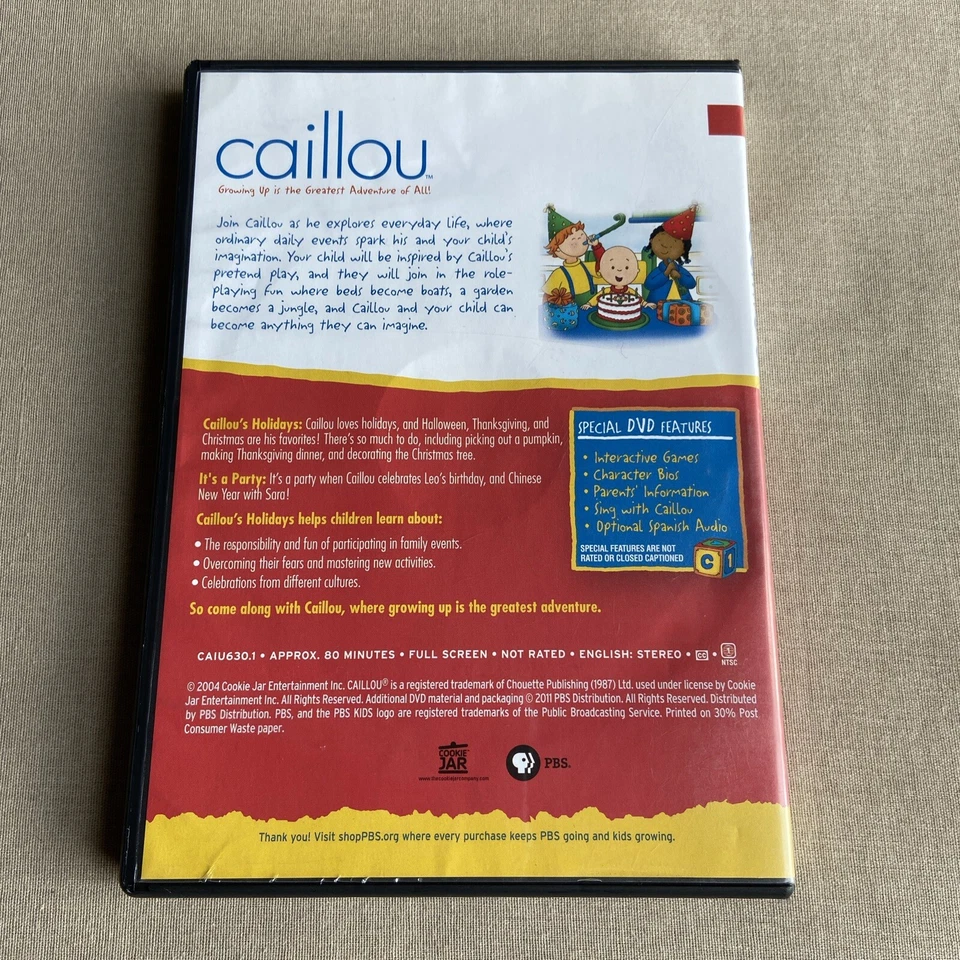 caillou™
Growing Up is the Greatest Adventure of All!
Join Caillou as he explores everyday life, where
ordinary daily events spark his and your child's
imagination. Your child will be inspired by Caillou's
pretend play, and they will join in the role-
playing fun where beds become boats, a garden
becomes a jungle, and Caillou and your child can
become anything they can imagine.
Caillou's Holidays: Caillou loves holidays, and Halloween, Thanksgiving, and
Christmas are his favorites! There's so much to do, including picking out a pumpkin,
making Thanksgiving dinner, and decorating the Christmas tree.
It's a Party: It's a party when Caillou celebrates Leo's birthday, and Chinese
New Year with Sara!
Caillou's Holidays helps children learn about:
• The responsibility and fun of participating in family events.
• Overcoming their fears and mastering new activities.
• Celebrations from different cultures.
So come along with Caillou, where growing up is the greatest adventure.
SPECIAL DVD FEATURES
• Interactive Games
• Character Bios
• Parents' Information
• Sing with Caillou
• Optional Spanish Audio
SPECIAL FEATURES ARE NOT
RATED OR CLOSED CAPTIONED
C 1
CAIU630.1 • APPROX. 80 MINUTES • FULL SCREEN • NOT RATED • ENGLISH: STEREO • CC • 1
NTSC
© 2004 Cookie Jar Entertainment Inc. CAILLOU® is a registered trademark of Chouette Publishing (1987) Ltd. used under license by Cookie
Jar Entertainment Inc. All Rights Reserved. Additional DVD material and packaging © 2011 PBS Distribution. All Rights Reserved. Distributed
by PBS Distribution. PBS, and the PBS KIDS logo are registered trademarks of the Public Broadcasting Service. Printed on 30% Post
Consumer Waste paper.
COOKIE
JAR™
www.thecookiejarcompany.com
PBS.
Thank you! Visit shopPBS.org where every purchase keeps PBS going and kids growing.